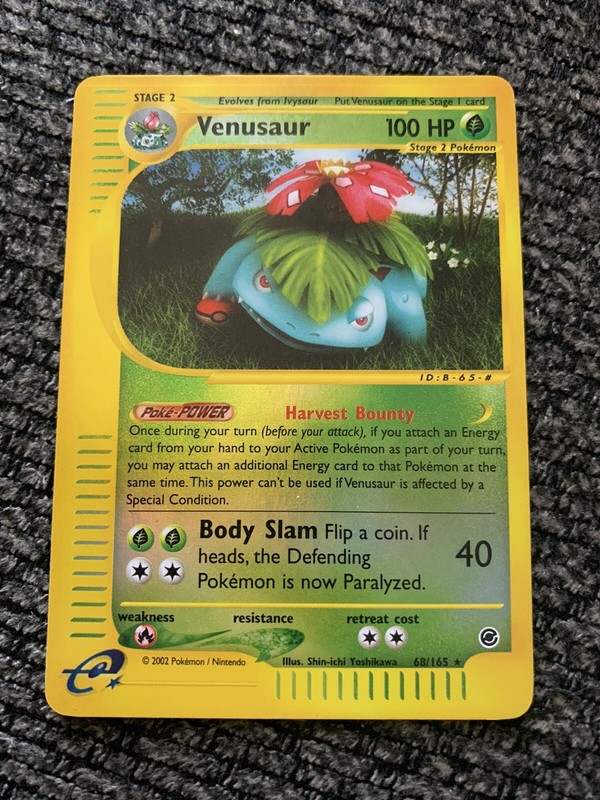 STAGE 2
Evolves from Ivysaur Put Venusaur on the Stage 1 card
Venusaur 100 HP
Stage 2 Pokémon
ID:B-65-#
Poké-POWER Harvest Bounty
Once during your turn (before your attack), if you attach an Energy
card from your hand to your Active Pokémon as part of your turn,
you may attach an additional Energy card to that Pokémon at the
same time. This power can't be used if Venusaur is affected by a
Special Condition.
Body Slam Flip a coin. If
heads, the Defending
Pokémon is now Paralyzed.
40
weakness resistance retreat cost
© 2002 Pokémon / Nintendo Illus. Shin-ichi Yoshikawa 68/165 ★
e